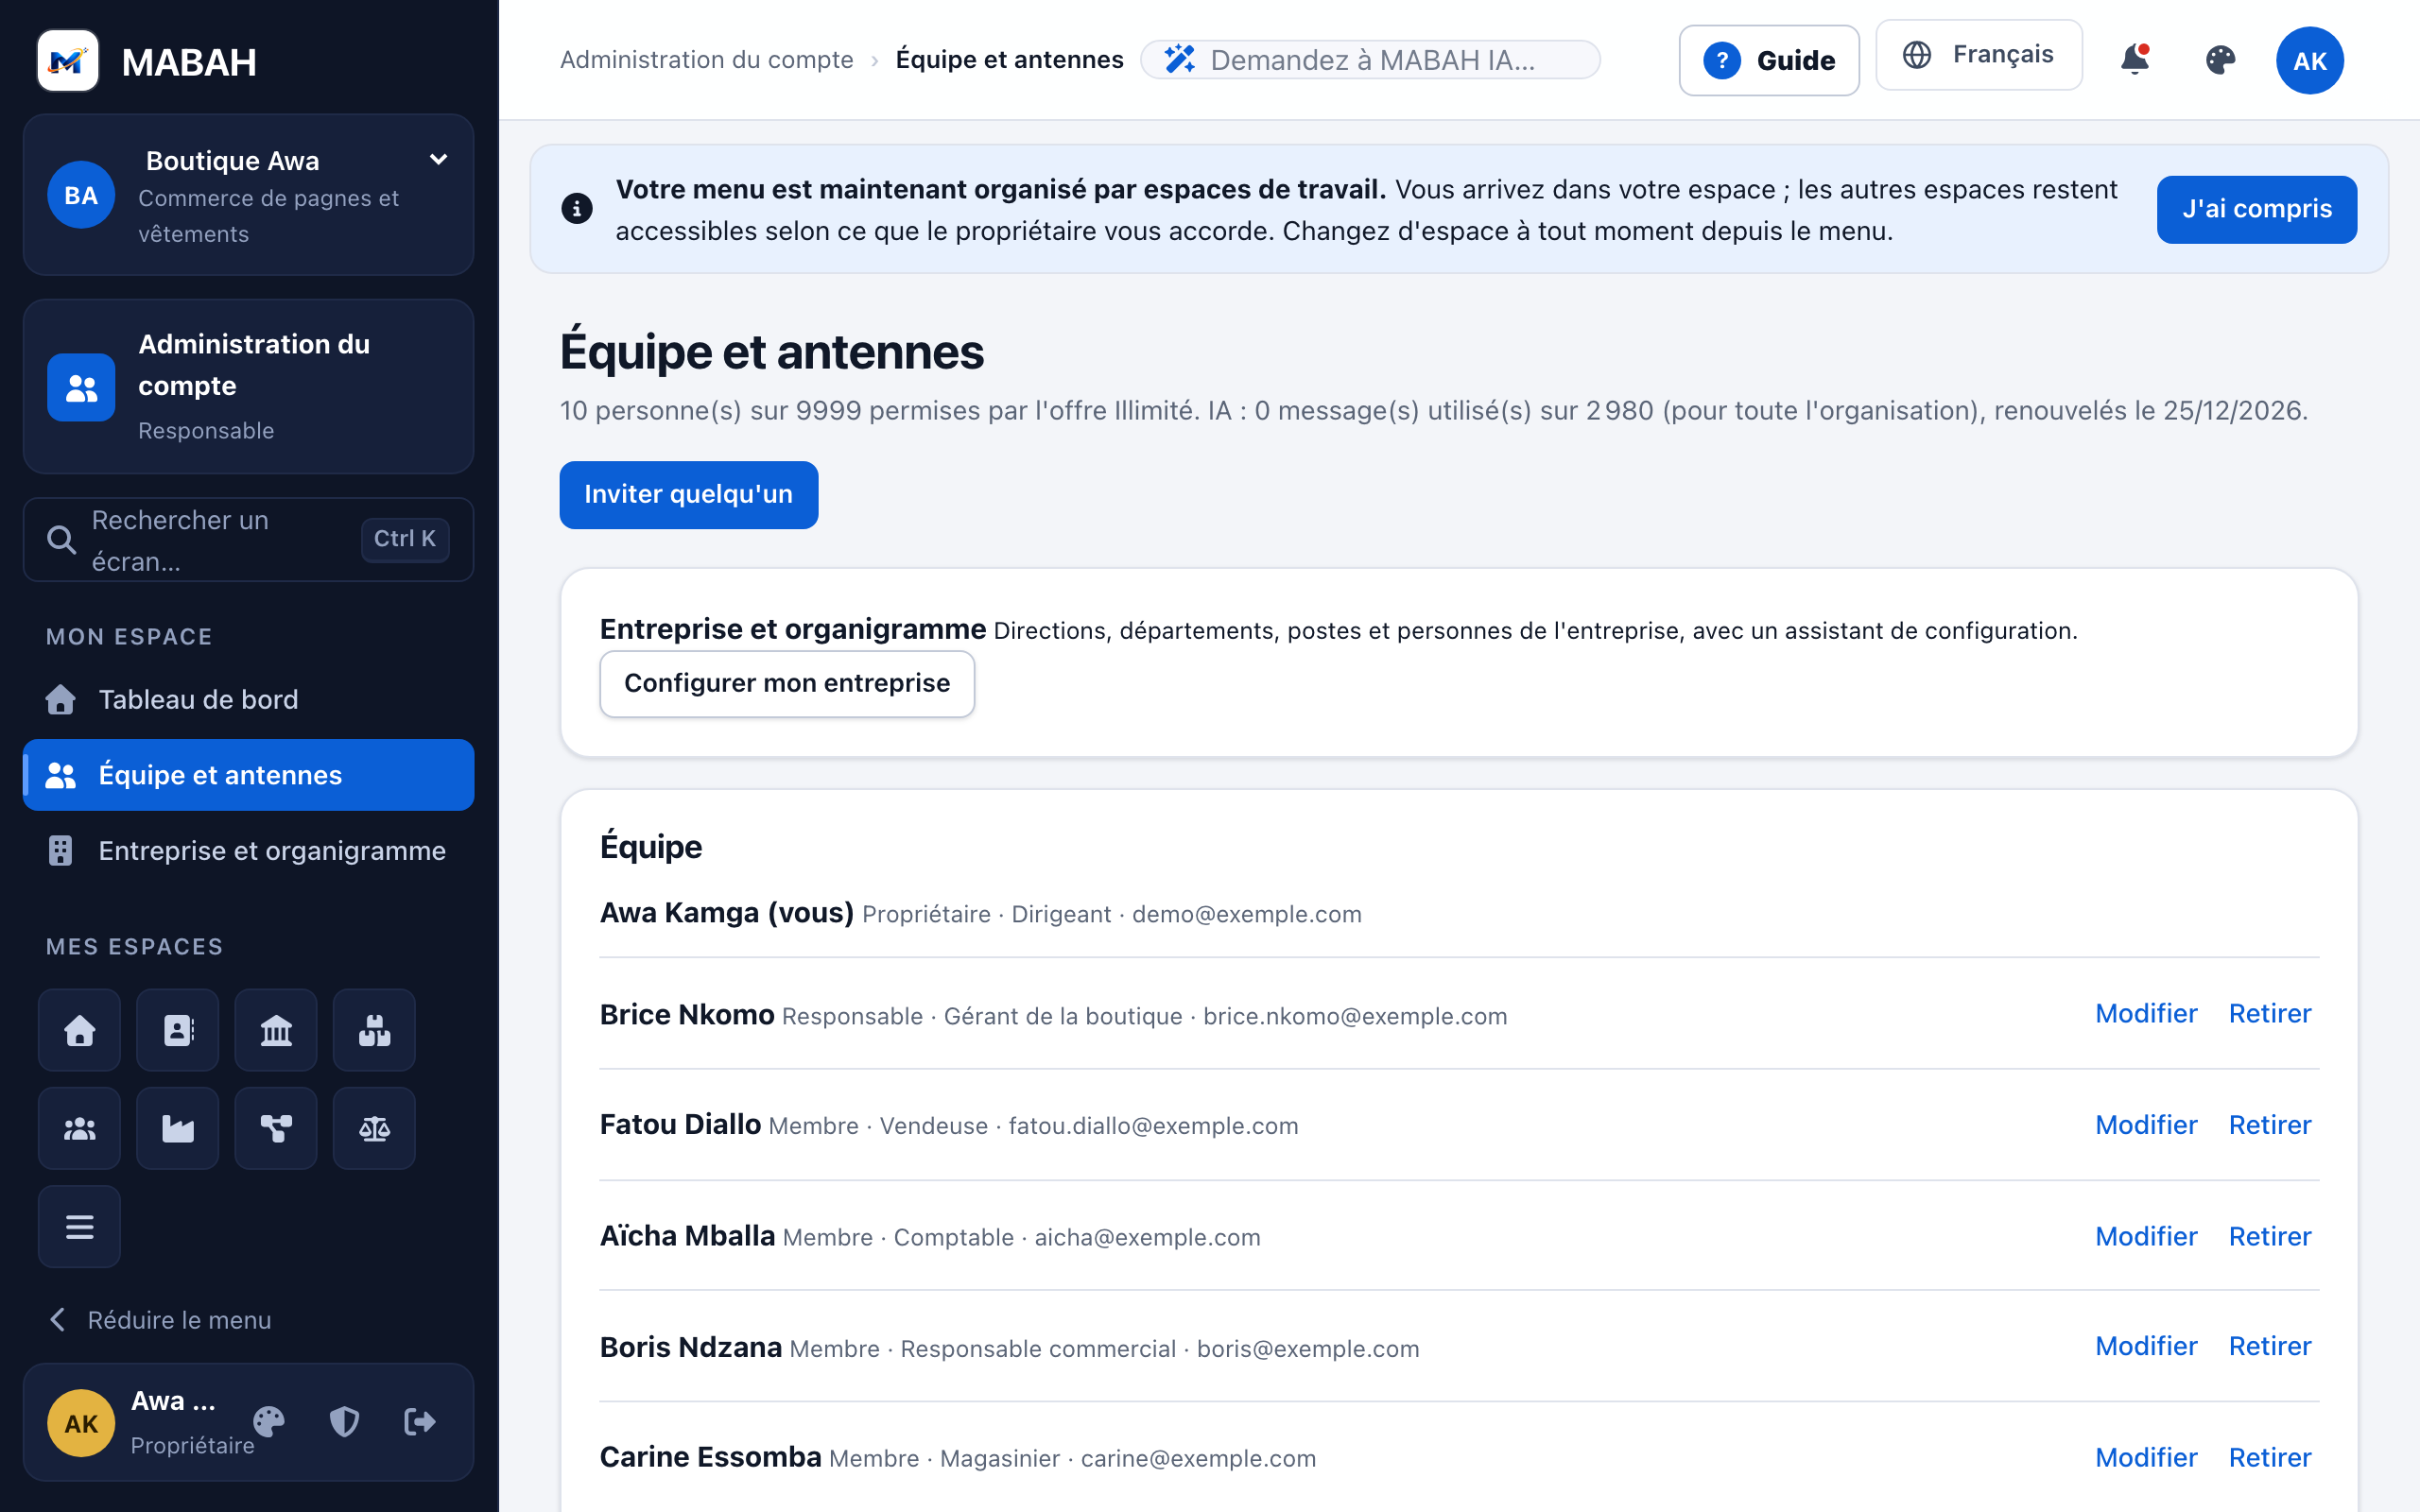 MABAH
BA
Boutique Awa
Commerce de pagnes et
vêtements
Administration du
compte
Responsable
Rechercher un
écran...
Ctrl K
MON ESPACE
Tableau de bord
Équipe et antennes
Entreprise et organigramme
MES ESPACES
Réduire le menu
AK
Awa ...
Propriétaire
Administration du compte › Équipe et antennes
Demandez à MABAH IA...
? Guide
Français
AK
Votre menu est maintenant organisé par espaces de travail. Vous arrivez dans votre espace ; les autres espaces restent
accessibles selon ce que le propriétaire vous accorde. Changez d'espace à tout moment depuis le menu.
J'ai compris
Équipe et antennes
10 personne(s) sur 9999 permises par l'offre Illimité. IA : 0 message(s) utilisé(s) sur 2 980 (pour toute l'organisation), renouvelés le 25/12/2026.
Inviter quelqu'un
Entreprise et organigramme Directions, départements, postes et personnes de l'entreprise, avec un assistant de configuration.
Configurer mon entreprise
Équipe
Awa Kamga (vous) Propriétaire · Dirigeant · demo@exemple.com
Brice Nkomo Responsable · Gérant de la boutique · brice.nkomo@exemple.com Modifier Retirer
Fatou Diallo Membre · Vendeuse · fatou.diallo@exemple.com Modifier Retirer
Aïcha Mballa Membre · Comptable · aicha@exemple.com Modifier Retirer
Boris Ndzana Membre · Responsable commercial · boris@exemple.com Modifier Retirer
Carine Essomba Membre · Magasinier · carine@exemple.com Modifier Retirer